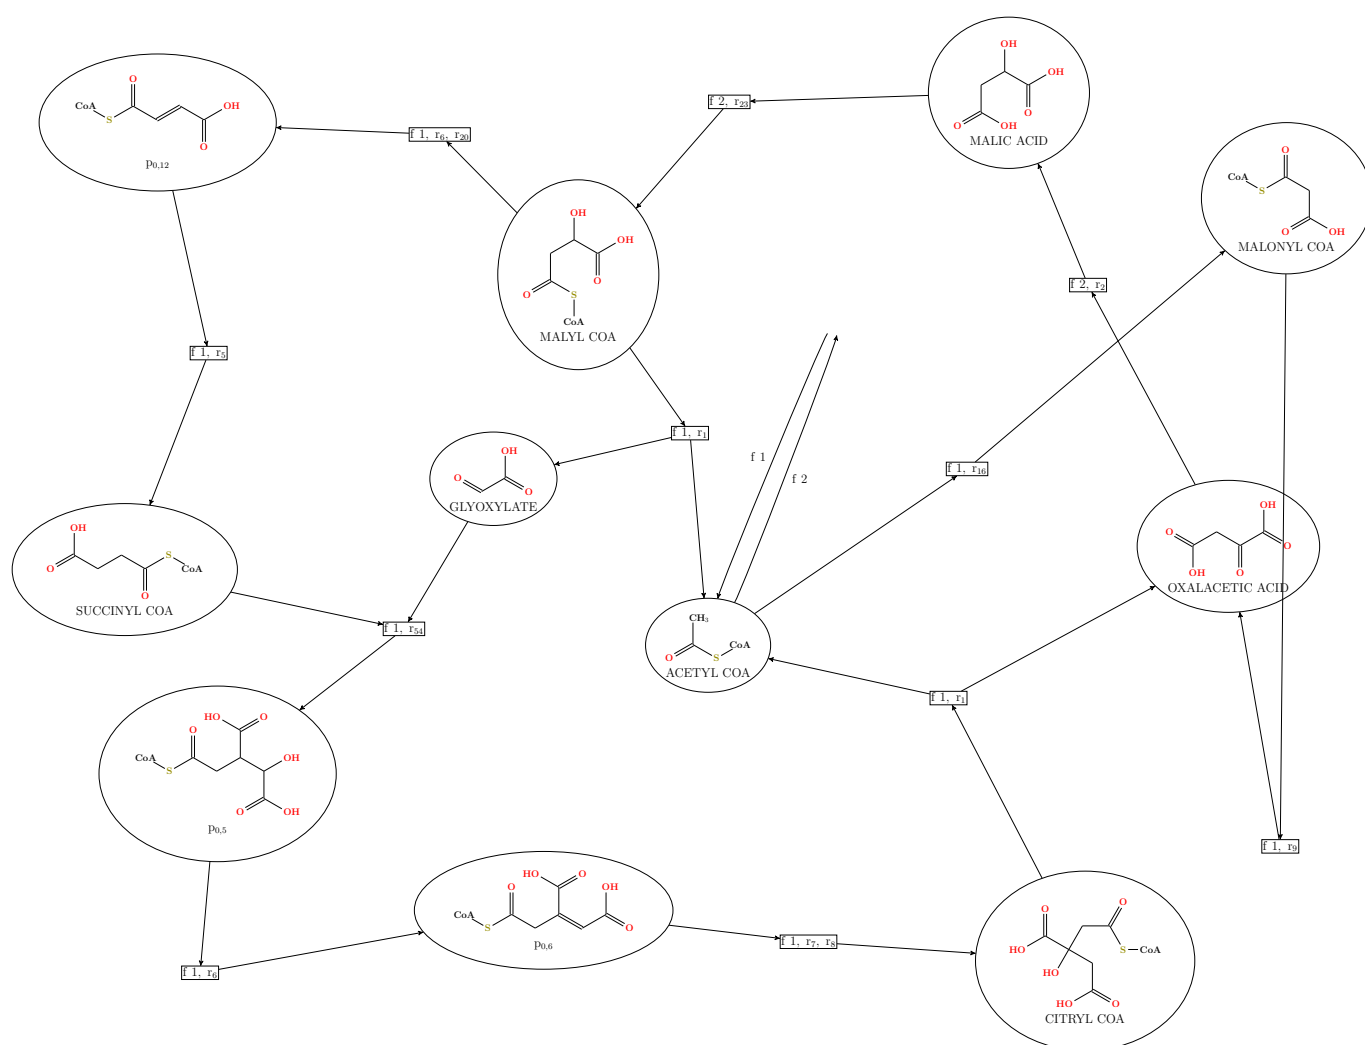 OH
OH
O
O
OH
MALIC ACID
f 2, r23
O
CoA
S
OH
O
p0,12
f 1, r6, r20
O
CoA
S
O
OH
MALONYL COA
OH
OH
O
O
S
CoA
MALYL COA
f 2, r2
f 1, r5
f 1, r1
f 1
f 2
f 1, r16
OH
O
O
GLYOXYLATE
OH
O
O
O
OH
O
OXALACETIC ACID
OH
S
O
CoA
O
SUCCINYL COA
f 1, r54
CH3
CoA
O
S
ACETYL COA
f 1, r1
HO
O
O
CoA
S
OH
O
OH
p0,5
f 1, r9
HO
O
O
OH
CoA
S
O
p0,6
f 1, r6
f 1, r7, r8
O
O
HO
S
CoA
HO
HO
O
CITRYL COA